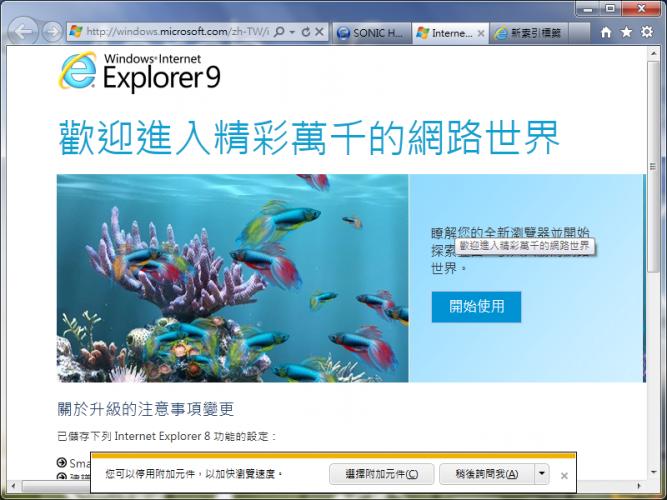 http://windows.microsoft.com/zh-TW/i
SONIC H...
Interne...
新索引標籤
Windows Internet
Explorer 9
歡迎進入精彩萬千的網路世界
瞭解您的全新瀏覽器並開始
探索
歡迎進入精彩萬千的網路世界
世界。
開始使用
關於升級的注意事項變更
已儲存下列 Internet Explorer 8 功能的設定：
Sma
您可以停用附加元件，以加快瀏覽速度。
選擇附加元件(C)
稍後詢問我(A)